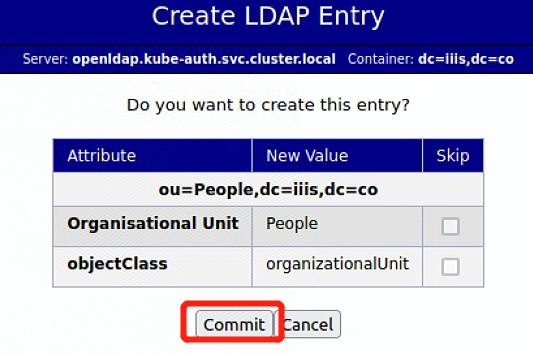 Create LDAP Entry
Server: openldap.kube-auth.svc.cluster.local Container: dc=iiis,dc=co
Do you want to create this entry?
Attribute New Value Skip
ou=People,dc=iiis,dc=co
Organisational Unit People
objectClass organizationalUnit
Commit Cancel